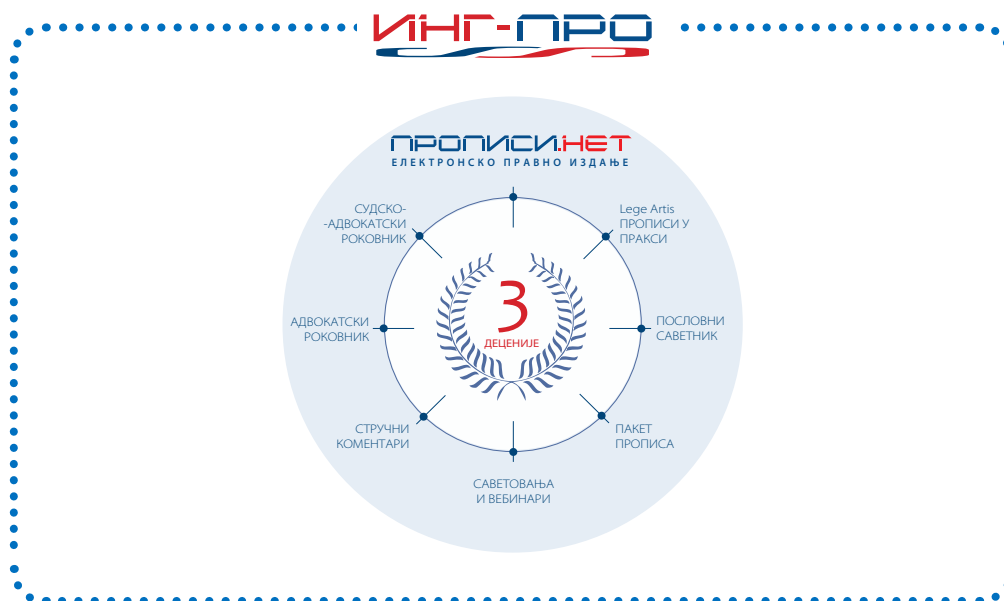 ИНГ-ПРО
ПРОПИСИ.НЕТ
ЕЛЕКТРОНСКО ПРАВНО ИЗДАЊЕ
СУДСКО-
-АДВОКАТСКИ
РОКОВНИК
Lege Artis
ПРОПИСИ У
ПРАКСИ
АДВОКАТСКИ
РОКОВНИК
3
ДЕЦЕНИЈЕ
ПОСЛОВНИ
САВЕТНИК
СТРУЧНИ
КОМЕНТАРИ
ПАКЕТ
ПРОПИСА
САВЕТОВАЊА
И ВЕБИНАРИ